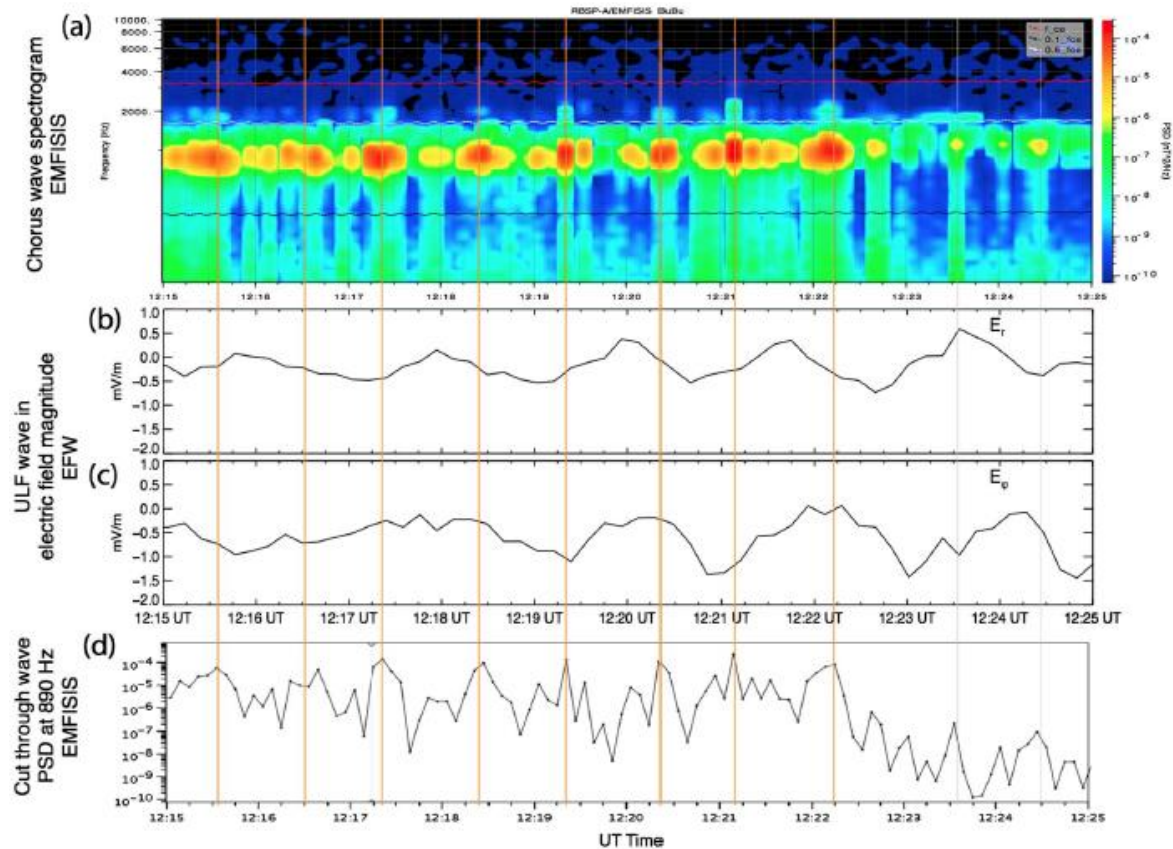 RBSP-A/EMFISIS BuBu
(a)
Chorus wave spectrogram
EMFISIS
Frequency (Hz)
10000.
8000.
6000.
4000.
2000.
f_ce
0.1_fce
0.5_fce
10⁻⁴
10⁻⁵
10⁻⁶
10⁻⁷
10⁻⁸
10⁻⁹
10⁻¹⁰
12:15 12:16 12:17 12:18 12:19 12:20 12:21 12:22 12:23 12:24 12:25
ULF wave in
electric field magnitude
EFW
(b)
mV/m
1.0
0.5
0.0
-0.5
-1.0
-1.5
-2.0
Eᵣ
(c)
mV/m
1.0
0.5
0.0
-0.5
-1.0
-1.5
-2.0
Eφ
12:15 UT 12:16 UT 12:17 UT 12:18 UT 12:19 UT 12:20 UT 12:21 UT 12:22 UT 12:23 UT 12:24 UT 12:25 UT
(d)
Cut through wave
PSD at 890 Hz
EMFISIS
10⁻⁴
10⁻⁵
10⁻⁶
10⁻⁷
10⁻⁸
10⁻⁹
10⁻¹⁰
12:15 12:16 12:17 12:18 12:19 12:20 12:21 12:22 12:23 12:24 12:25
UT Time